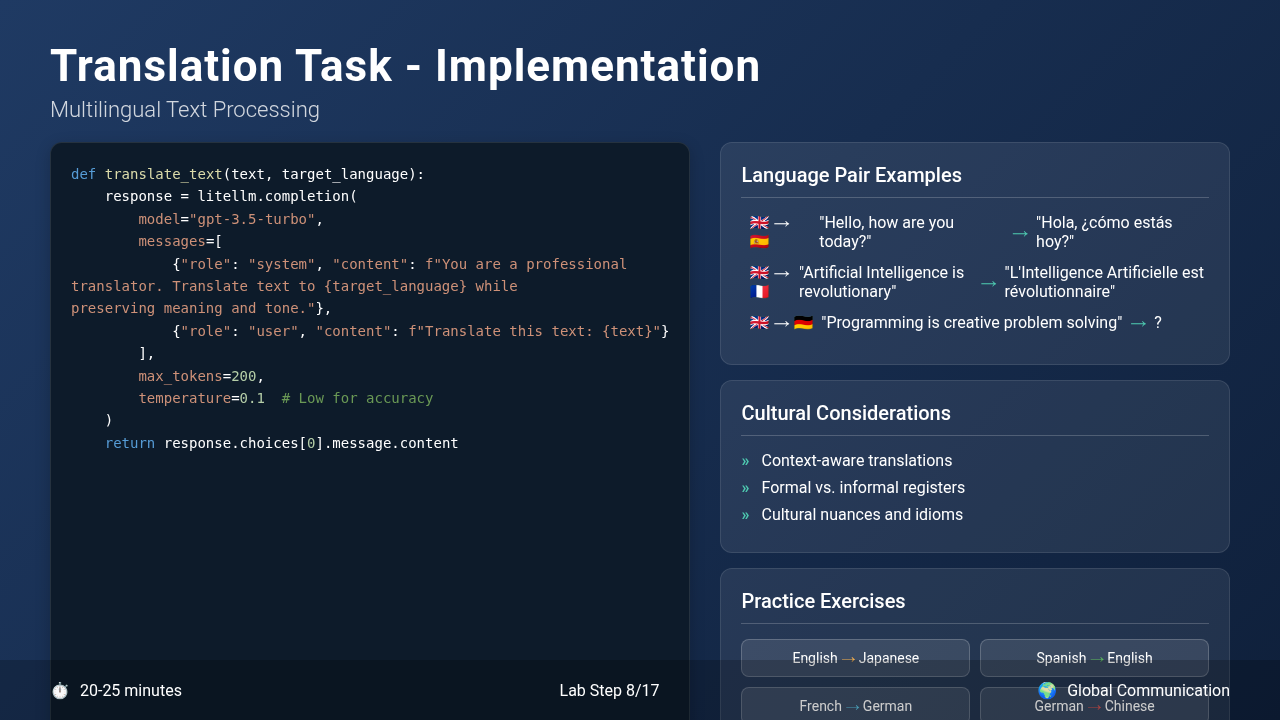 Translation Task - Implementation
Multilingual Text Processing
def translate_text(text, target_language):
    response = litellm.completion(
        model="gpt-3.5-turbo",
        messages=[
            {"role": "system", "content": f"You are a professional
translator. Translate text to {target_language} while
preserving meaning and tone."},
            {"role": "user", "content": f"Translate this text: {text}"}
        ],
        max_tokens=200,
        temperature=0.1  # Low for accuracy
    )
    return response.choices[0].message.content
Language Pair Examples
🇬🇧 → 🇪🇸 "Hello, how are you today?" → "Hola, ¿cómo estás hoy?"
🇬🇧 → 🇫🇷 "Artificial Intelligence is revolutionary" → "L'Intelligence Artificielle est révolutionnaire"
🇬🇧 → 🇩🇪 "Programming is creative problem solving" → ?
Cultural Considerations
» Context-aware translations
» Formal vs. informal registers
» Cultural nuances and idioms
Practice Exercises
English → Japanese
Spanish → English
French → German
German → Chinese
⏱️ 20-25 minutes
Lab Step 8/17
🌍 Global Communication